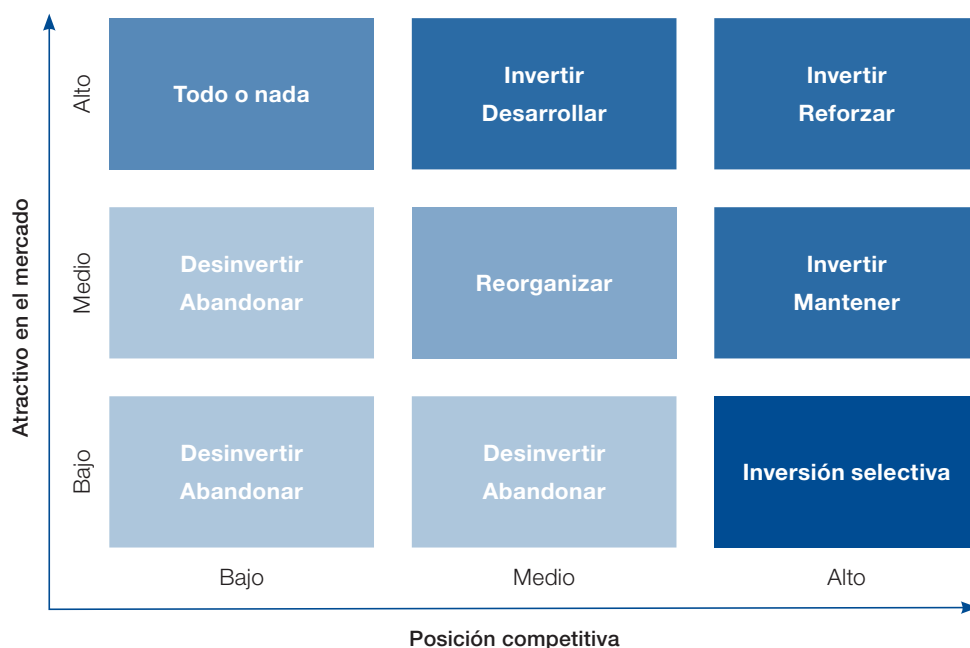 Atractivo en el mercado
Alto
Todo o nada
Invertir
Desarrollar
Invertir
Reforzar
Medio
Desinvertir
Abandonar
Reorganizar
Invertir
Mantener
Bajo
Desinvertir
Abandonar
Desinvertir
Abandonar
Inversión selectiva
Bajo
Medio
Alto
Posición competitiva